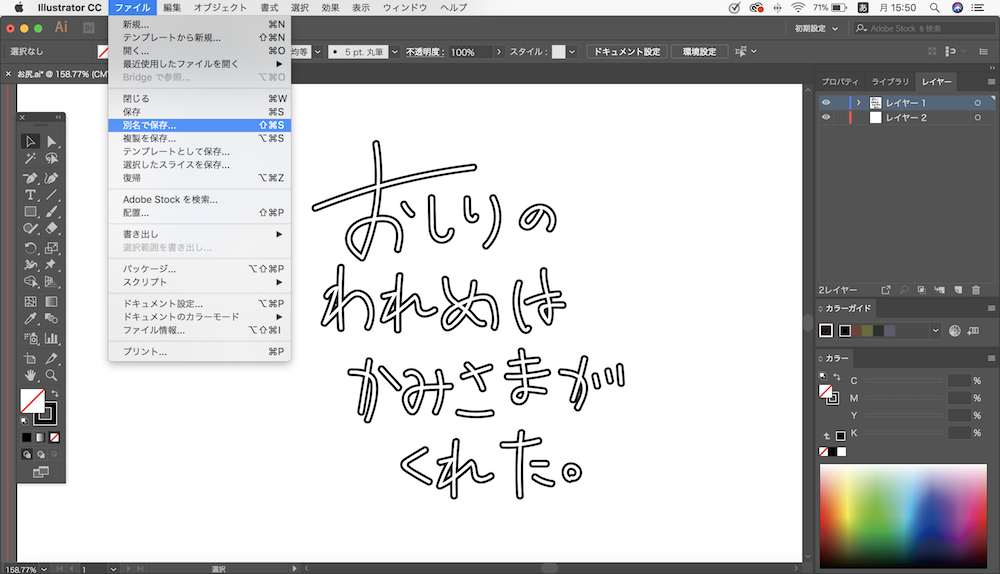 Illustrator CC ファイル 編集 オブジェクト 書式 選択 効果 表示 ウィンドウ ヘルプ 71% あ 月 15:50
Ai Br 初期設定 Adobe Stock を検索
選択なし 均等 5 pt. 丸筆 不透明度: 100% スタイル: ドキュメント設定 環境設定
お尻.ai* @ 158.77% (CM
新規... ⌘N
テンプレートから新規... ⇧⌘N
開く... ⌘O
最近使用したファイルを開く ▶
Bridge で参照... ⌥⌘O
閉じる ⌘W
保存 ⌘S
別名で保存... ⇧⌘S
複製を保存... ⌥⌘S
テンプレートとして保存...
選択したスライスを保存...
復帰 ⌥⌘Z
Adobe Stock を検索...
配置... ⇧⌘P
書き出し ▶
選択範囲を書き出し...
パッケージ... ⌥⇧⌘P
スクリプト ▶
ドキュメント設定... ⌥⌘P
ドキュメントのカラーモード ▶
ファイル情報... ⌥⇧⌘I
プリント... ⌘P
おしりの
われめは
かみさまが
くれた。
プロパティ ライブラリ レイヤー
レイヤー 1
レイヤー 2
2レイヤー
カラーガイド
カラー
C %
M %
Y %
K %
158.77% 1 選択